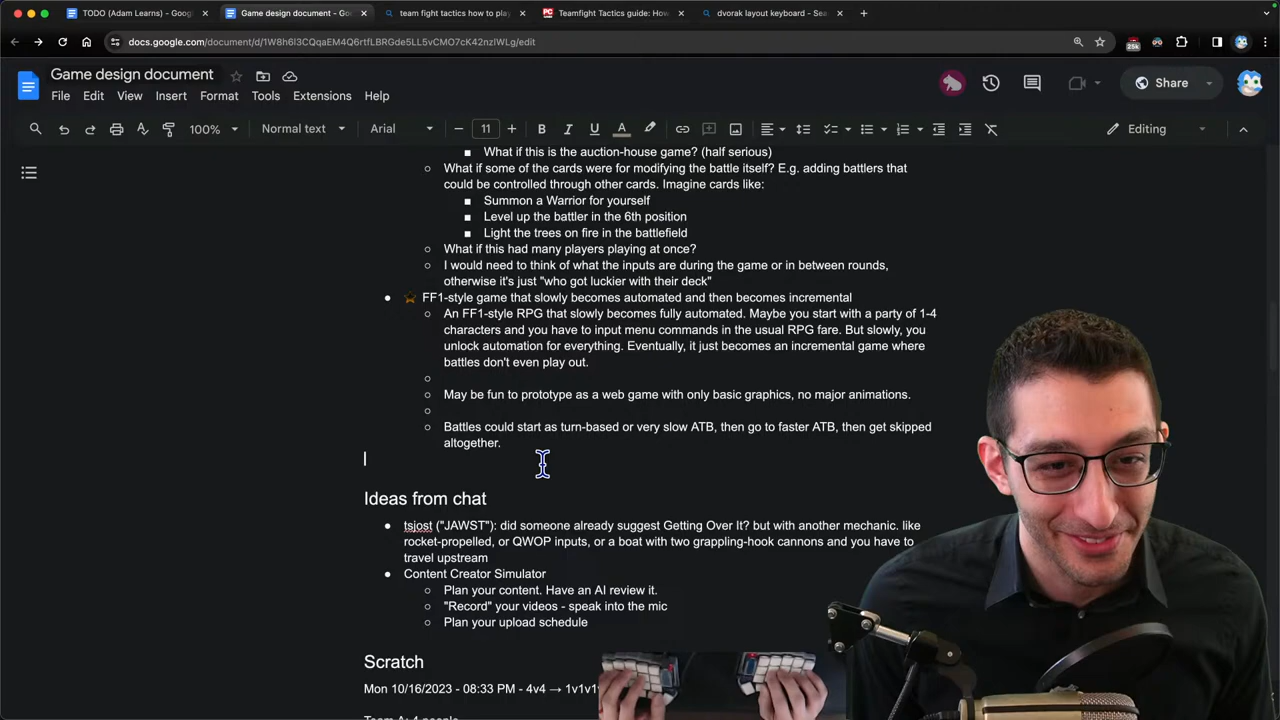 TODO (Adam Learns) - Goog
Game design document - Goo
team fight tactics how to play
Teamfight Tactics guide: How
dvorak layout keyboard - Sea
docs.google.com/document/d/1W8h6l3CQqaEM4Q6rtfLBRGde5LL5vCMO7cK42nzlWLg/edit
25k
Game design document
File Edit View Insert Format Tools Extensions Help
Share
100% Normal text Arial 11 Editing
What if this is the auction-house game? (half serious)
What if some of the cards were for modifying the battle itself? E.g. adding battlers that
could be controlled through other cards. Imagine cards like:
Summon a Warrior for yourself
Level up the battler in the 6th position
Light the trees on fire in the battlefield
What if this had many players playing at once?
I would need to think of what the inputs are during the game or in between rounds,
otherwise it's just "who got luckier with their deck"
FF1-style game that slowly becomes automated and then becomes incremental
An FF1-style RPG that slowly becomes fully automated. Maybe you start with a party of 1-4
characters and you have to input menu commands in the usual RPG fare. But slowly, you
unlock automation for everything. Eventually, it just becomes an incremental game where
battles don't even play out.
May be fun to prototype as a web game with only basic graphics, no major animations.
Battles could start as turn-based or very slow ATB, then go to faster ATB, then get skipped
altogether.
Ideas from chat
tsjost ("JAWST"): did someone already suggest Getting Over It? but with another mechanic. like
rocket-propelled, or QWOP inputs, or a boat with two grappling-hook cannons and you have to
travel upstream
Content Creator Simulator
Plan your content. Have an AI review it.
"Record" your videos - speak into the mic
Plan your upload schedule
Scratch
Mon 10/16/2023 - 08:33 PM - 4v4 → 1v1v1v
Team A: 4 people